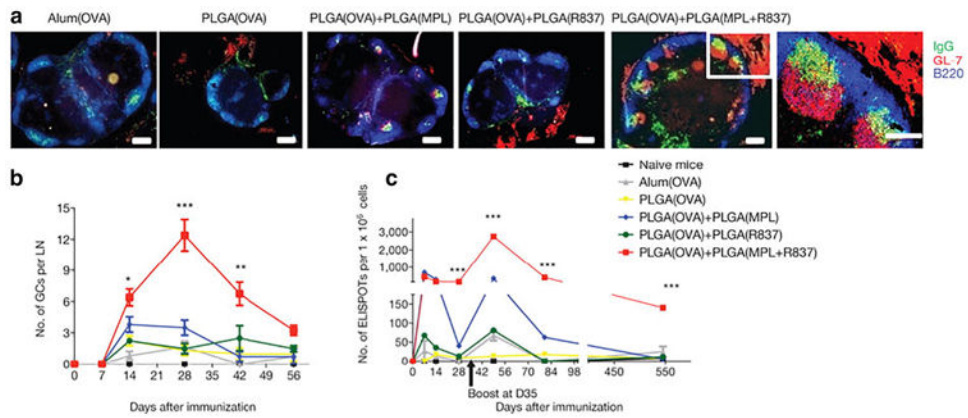 a
Alum(OVA) PLGA(OVA) PLGA(OVA)+PLGA(MPL) PLGA(OVA)+PLGA(R837) PLGA(OVA)+PLGA(MPL+R837)
IgG
GL-7
B220
b
No. of GCs per LN
15
12
9
6
3
0
***
*
**
0 7 14 21 28 35 42 49 56
Days after immunization
c
No. of ELISPOTs per 1 x 10⁶ cells
3,000
2,000
1,000
150
100
50
0
***
***
***
***
0 14 28 42 56 70 84 98 450 550
Boost at D35
Days after immunization
Naive mice
Alum(OVA)
PLGA(OVA)
PLGA(OVA)+PLGA(MPL)
PLGA(OVA)+PLGA(R837)
PLGA(OVA)+PLGA(MPL+R837)